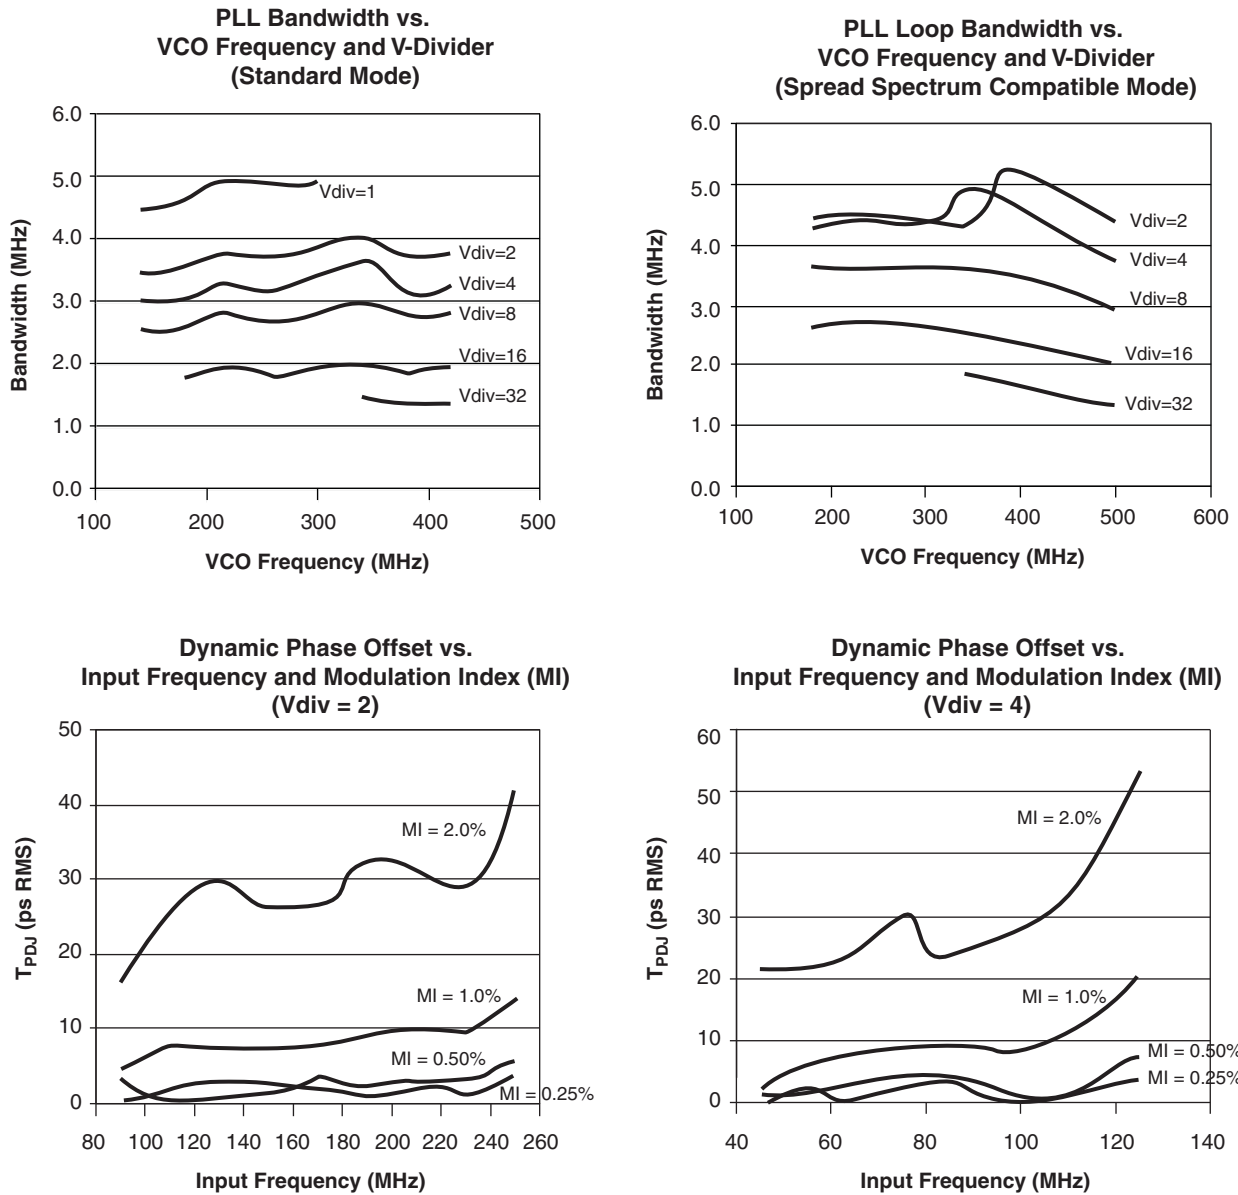 PLL Bandwidth vs.
VCO Frequency and V-Divider
(Standard Mode)
6.0
5.0
4.0
3.0
2.0
1.0
0.0
Bandwidth (MHz)
Vdiv=1
Vdiv=2
Vdiv=4
Vdiv=8
Vdiv=16
Vdiv=32
100 200 300 400 500
VCO Frequency (MHz)
PLL Loop Bandwidth vs.
VCO Frequency and V-Divider
(Spread Spectrum Compatible Mode)
6.0
5.0
4.0
3.0
2.0
1.0
0.0
Bandwidth (MHz)
Vdiv=2
Vdiv=4
Vdiv=8
Vdiv=16
Vdiv=32
100 200 300 400 500 600
VCO Frequency (MHz)
Dynamic Phase Offset vs.
Input Frequency and Modulation Index (MI)
(Vdiv = 2)
50
40
30
20
10
0
TPDJ (ps RMS)
MI = 2.0%
MI = 1.0%
MI = 0.50%
MI = 0.25%
80 100 120 140 160 180 200 220 240 260
Input Frequency (MHz)
Dynamic Phase Offset vs.
Input Frequency and Modulation Index (MI)
(Vdiv = 4)
60
50
40
30
20
10
0
TPDJ (ps RMS)
MI = 2.0%
MI = 1.0%
MI = 0.50%
MI = 0.25%
40 60 80 100 120 140
Input Frequency (MHz)